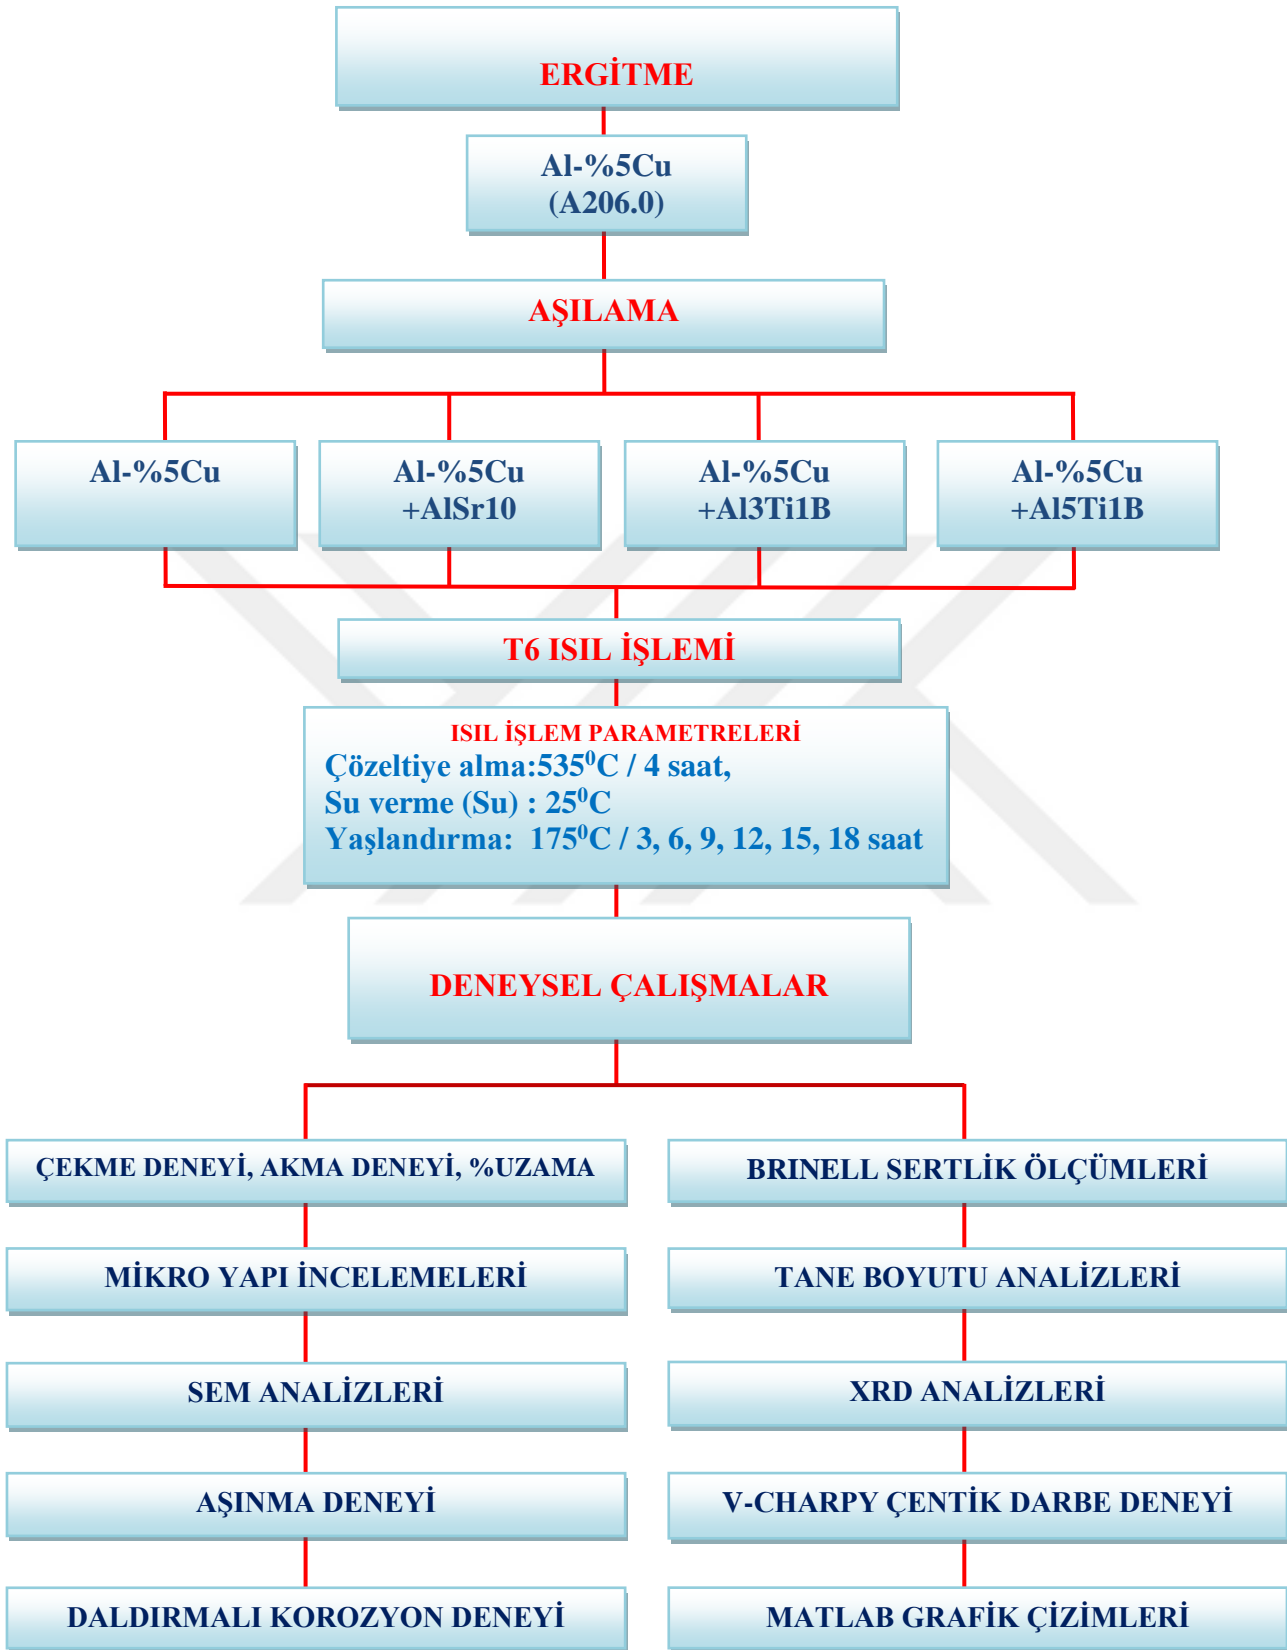 ERGİTME
Al-%5Cu
(A206.0)
AŞILAMA
Al-%5Cu
Al-%5Cu
+AlSr10
Al-%5Cu
+Al3Ti1B
Al-%5Cu
+Al5Ti1B
T6 ISIL İŞLEMİ
ISIL İŞLEM PARAMETRELERİ
Çözeltiye alma:535⁰C / 4 saat,
Su verme (Su) : 25⁰C
Yaşlandırma: 175⁰C / 3, 6, 9, 12, 15, 18 saat
DENEYSEL ÇALIŞMALAR
ÇEKME DENEYİ, AKMA DENEYİ, %UZAMA
BRINELL SERTLİK ÖLÇÜMLERİ
MİKRO YAPI İNCELEMELERİ
TANE BOYUTU ANALİZLERİ
SEM ANALİZLERİ
XRD ANALİZLERİ
AŞINMA DENEYİ
V-CHARPY ÇENTİK DARBE DENEYİ
DALDIRMALI KOROZYON DENEYİ
MATLAB GRAFİK ÇİZİMLERİ